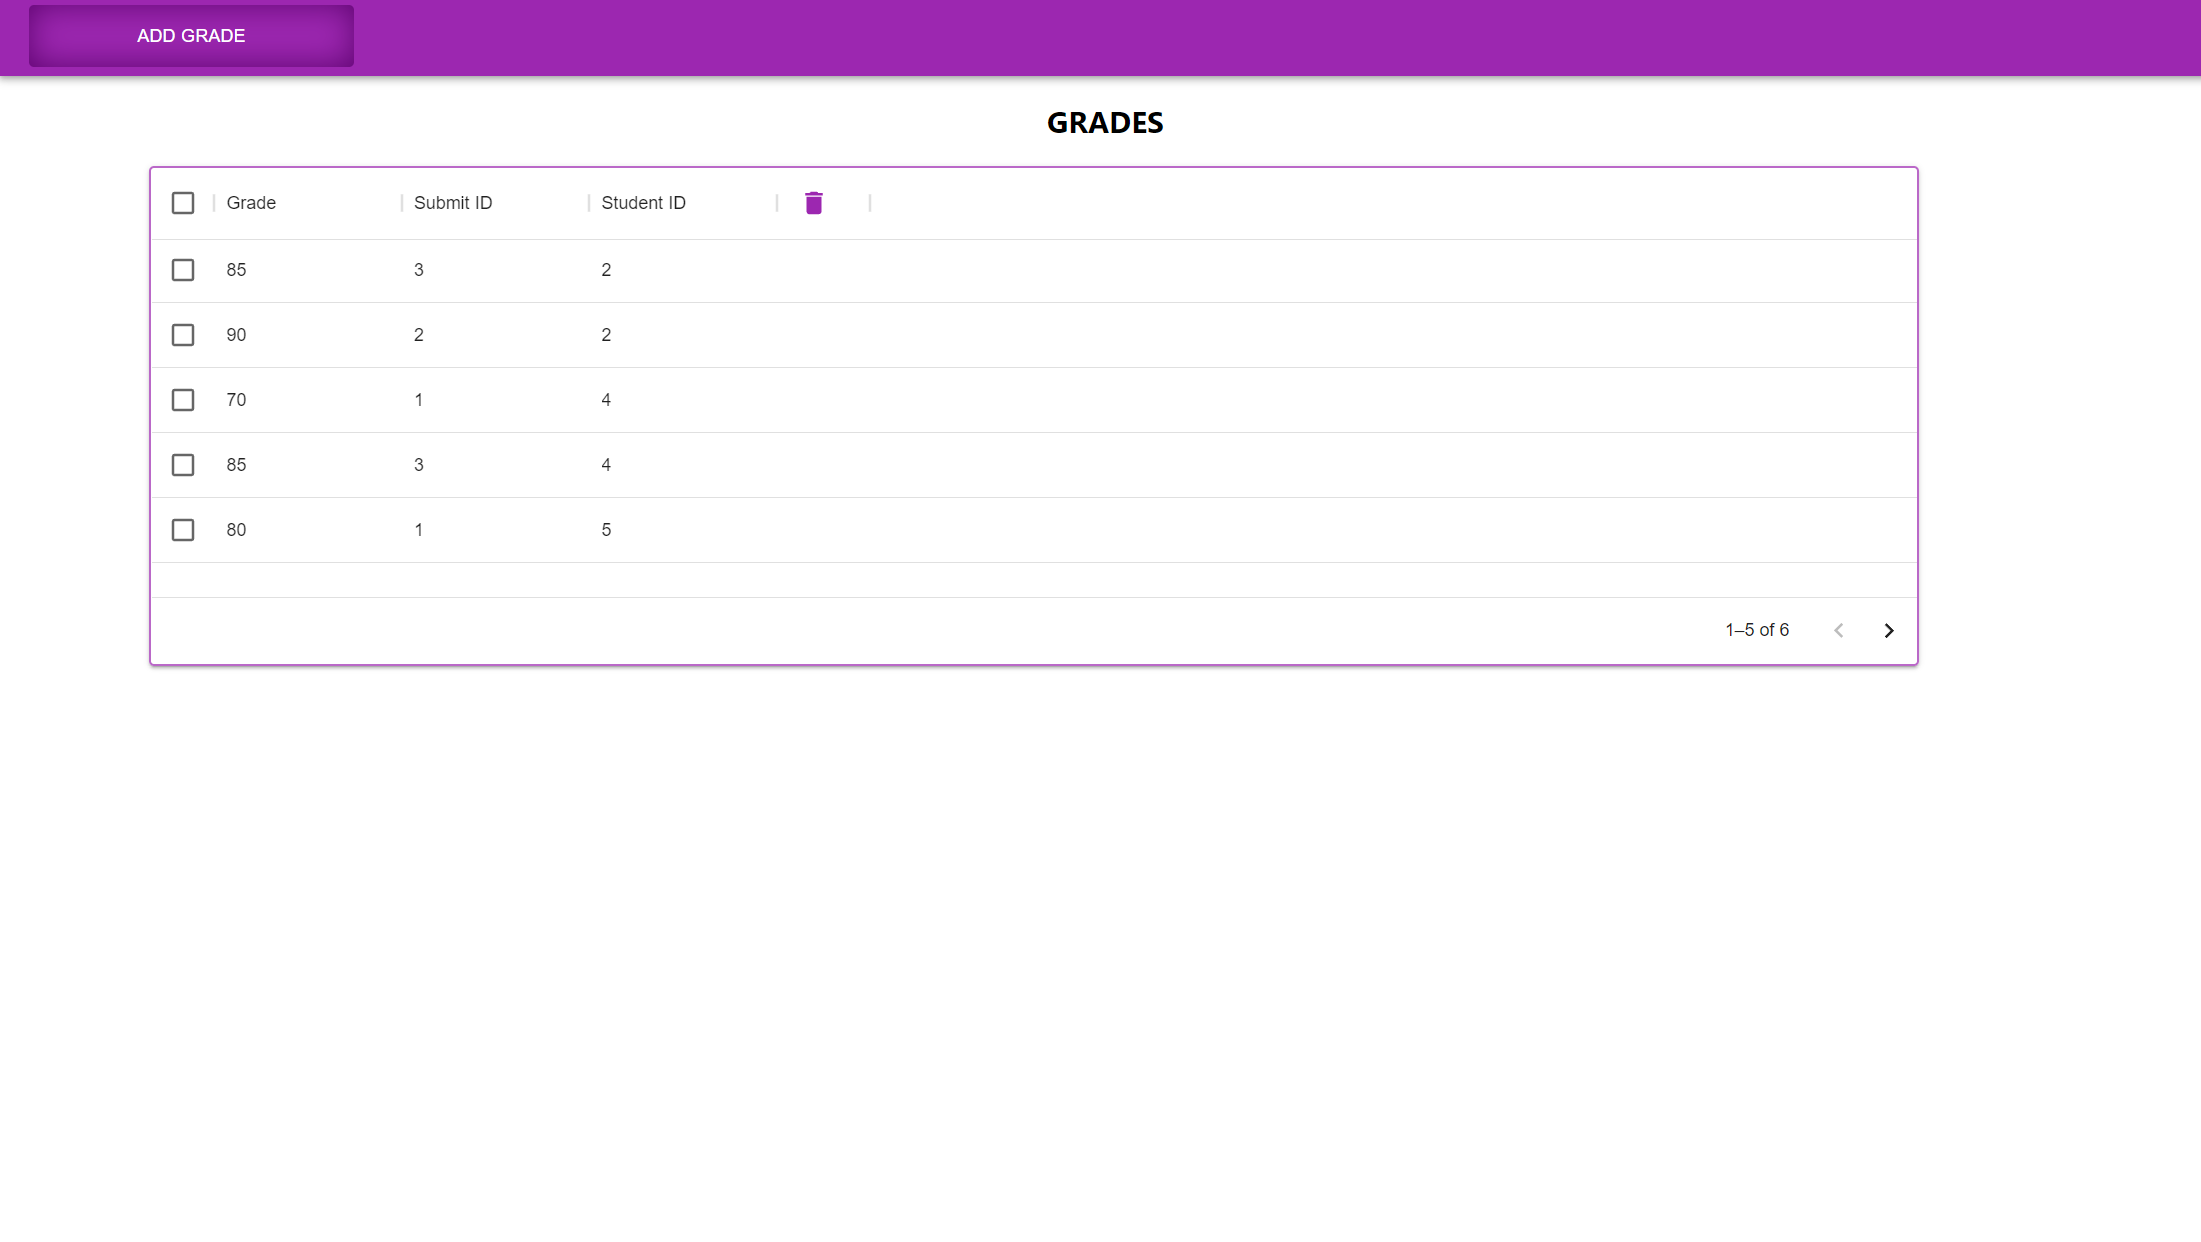 ADD GRADE
GRADES
Grade Submit ID Student ID
85 3 2
90 2 2
70 1 4
85 3 4
80 1 5
1–5 of 6